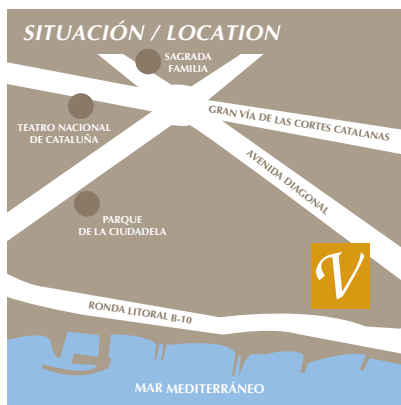 SITUACIÓN / LOCATION
SAGRADA
FAMILIA
GRAN VÍA DE LAS CORTES CATALANAS
TEATRO NACIONAL
DE CATALUÑA
AVENIDA DIAGONAL
PARQUE
DE LA CIUDADELA
V
RONDA LITORAL B-10
MAR MEDITERRÁNEO